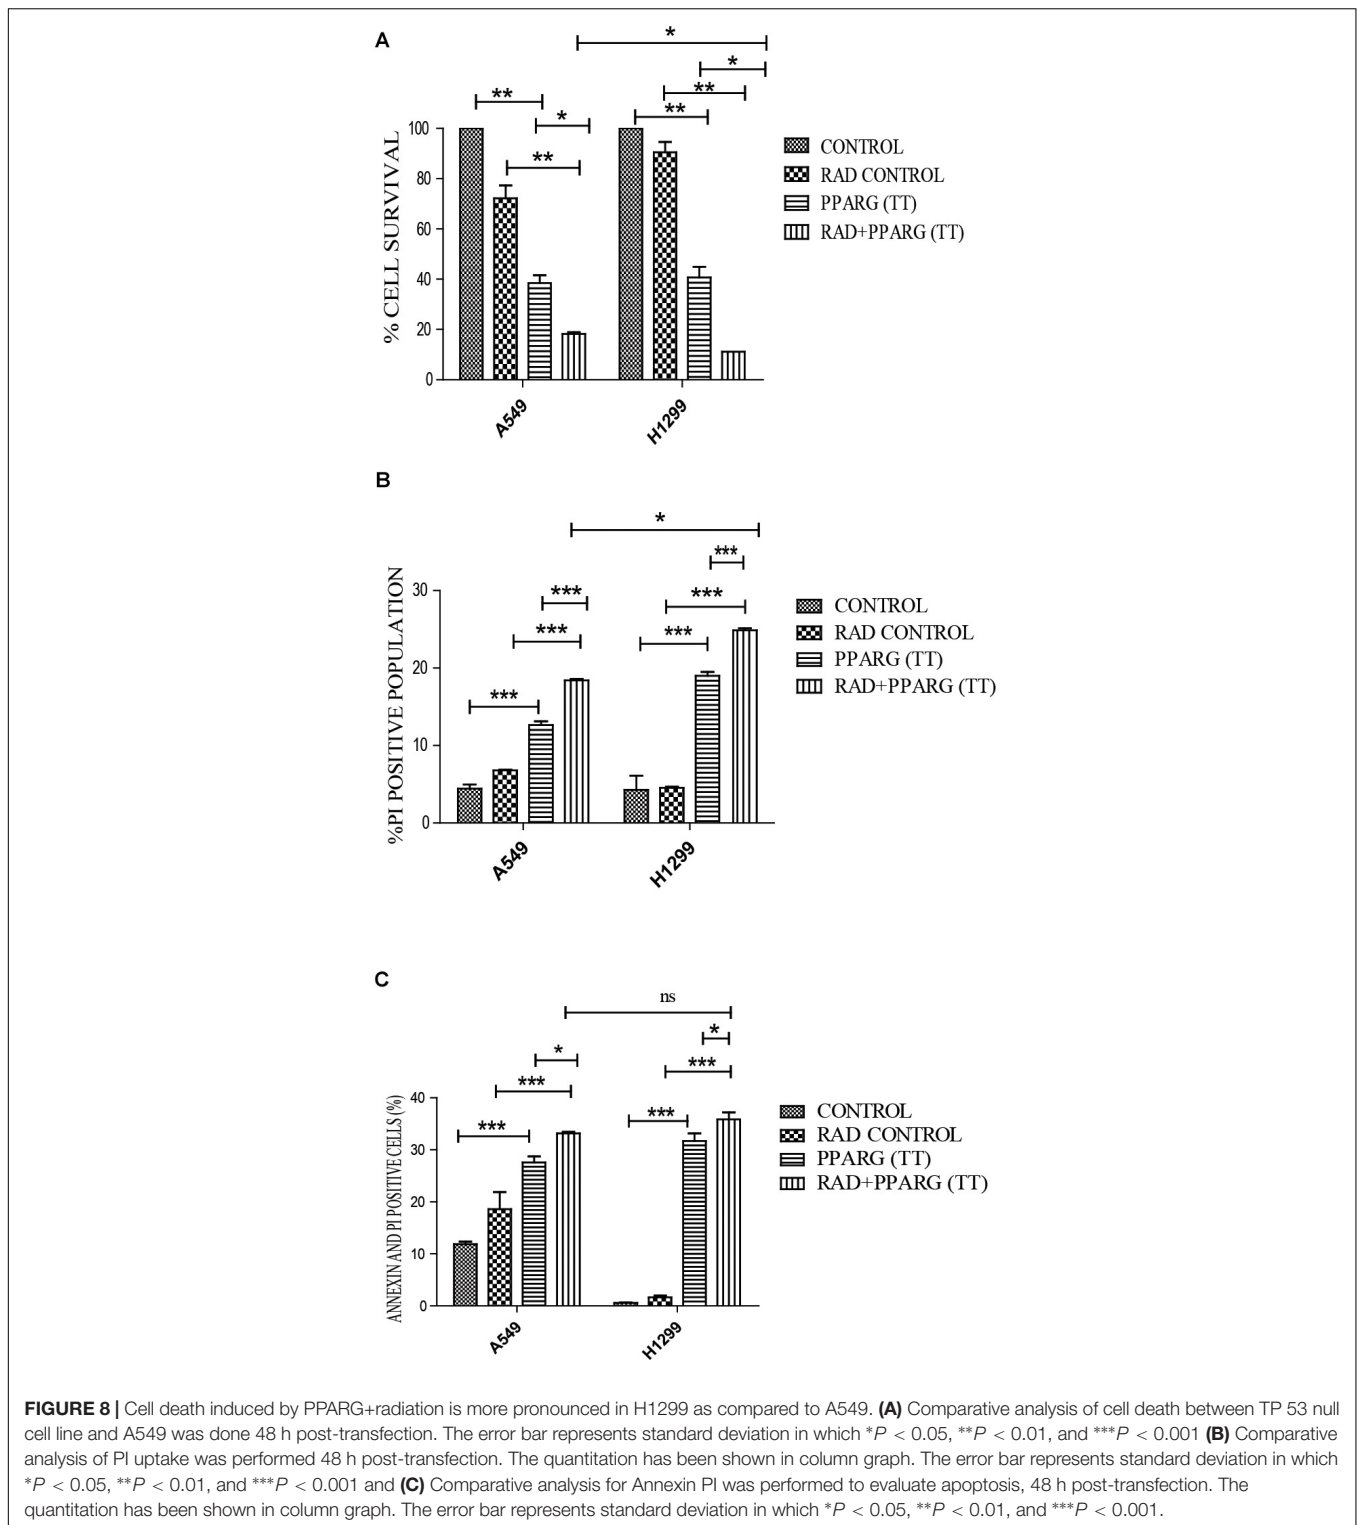 A
*
*
**
**
**
*
**
100
80
60
40
20
0
% CELL SURVIVAL
CONTROL
RAD CONTROL
PPARG (TT)
RAD+PPARG (TT)
A549
H1299
B
*
***
***
***
***
***
***
30
20
10
0
%PI POSITIVE POPULATION
CONTROL
RAD CONTROL
PPARG (TT)
RAD+PPARG (TT)
A549
H1299
C
ns
*
*
***
***
***
***
40
30
20
10
0
ANNEXIN AND PI POSITIVE CELLS (%)
CONTROL
RAD CONTROL
PPARG (TT)
RAD+PPARG (TT)
A549
H1299
FIGURE 8 | Cell death induced by PPARG+radiation is more pronounced in H1299 as compared to A549. (A) Comparative analysis of cell death between TP 53 null
cell line and A549 was done 48 h post-transfection. The error bar represents standard deviation in which *P < 0.05, **P < 0.01, and ***P < 0.001 (B) Comparative
analysis of PI uptake was performed 48 h post-transfection. The quantitation has been shown in column graph. The error bar represents standard deviation in which
*P < 0.05, **P < 0.01, and ***P < 0.001 and (C) Comparative analysis for Annexin PI was performed to evaluate apoptosis, 48 h post-transfection. The
quantitation has been shown in column graph. The error bar represents standard deviation in which *P < 0.05, **P < 0.01, and ***P < 0.001.